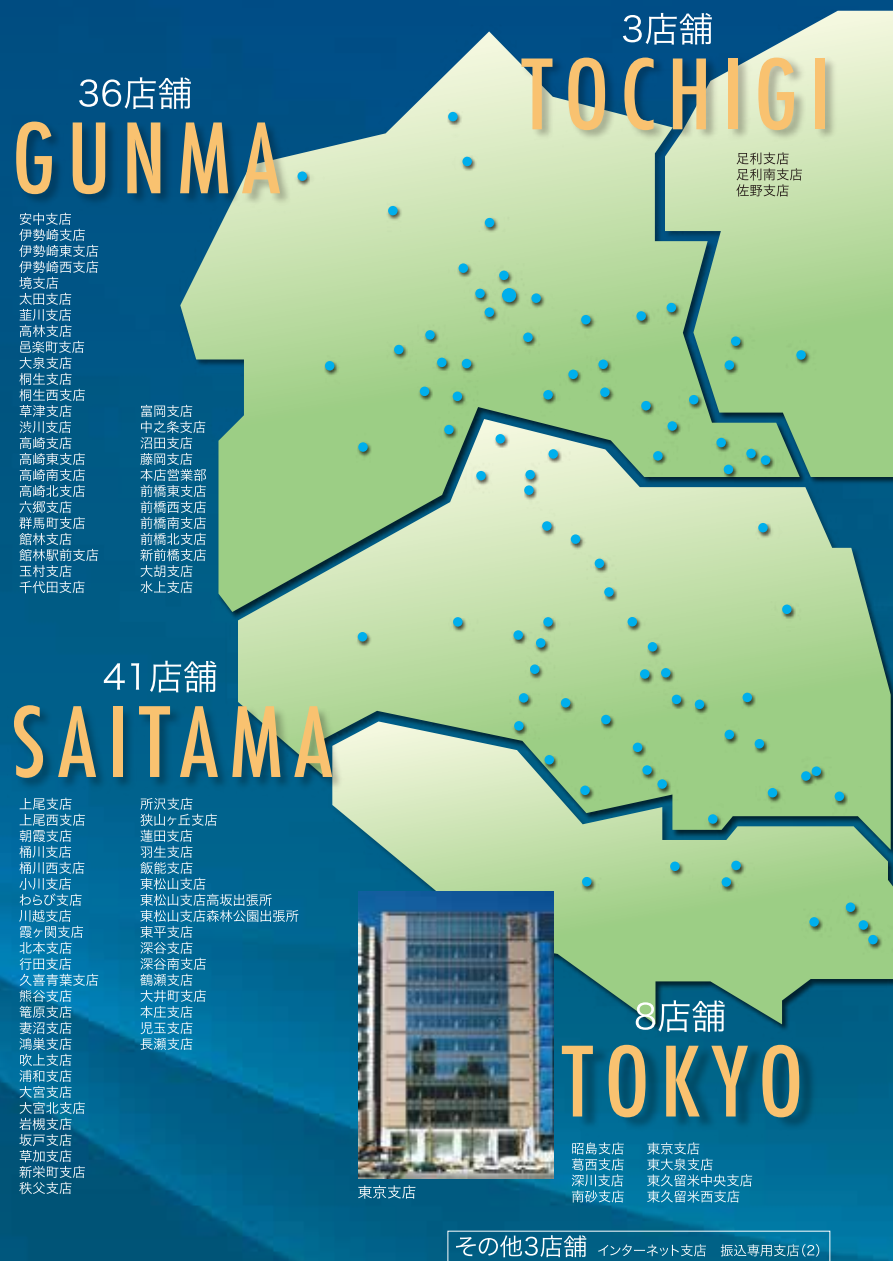 3店舗
TOCHIGI
足利支店
足利南支店
佐野支店
36店舗
GUNMA
安中支店
伊勢崎支店
伊勢崎東支店
伊勢崎西支店
境支店
太田支店
韮川支店
高林支店
邑楽町支店
大泉支店
桐生支店
桐生西支店
草津支店
渋川支店
高崎支店
高崎東支店
高崎南支店
高崎北支店
六郷支店
群馬町支店
館林支店
館林駅前支店
玉村支店
千代田支店
富岡支店
中之条支店
沼田支店
藤岡支店
本店営業部
前橋東支店
前橋西支店
前橋南支店
前橋北支店
新前橋支店
大胡支店
水上支店
41店舗
SAITAMA
上尾支店
上尾西支店
朝霞支店
桶川支店
桶川西支店
小川支店
わらび支店
川越支店
霞ヶ関支店
北本支店
行田支店
久喜青葉支店
熊谷支店
篭原支店
妻沼支店
鴻巣支店
吹上支店
浦和支店
大宮支店
大宮北支店
岩槻支店
坂戸支店
草加支店
新栄町支店
秩父支店
所沢支店
狭山ヶ丘支店
蓮田支店
羽生支店
飯能支店
東松山支店
東松山支店高坂出張所
東松山支店森林公園出張所
東平支店
深谷支店
深谷南支店
鶴瀬支店
大井町支店
本庄支店
児玉支店
長瀬支店
東京支店
8店舗
TOKYO
昭島支店
葛西支店
深川支店
南砂支店
東京支店
東大泉支店
東久留米中央支店
東久留米西支店
その他3店舗 インターネット支店 振込専用支店(2)